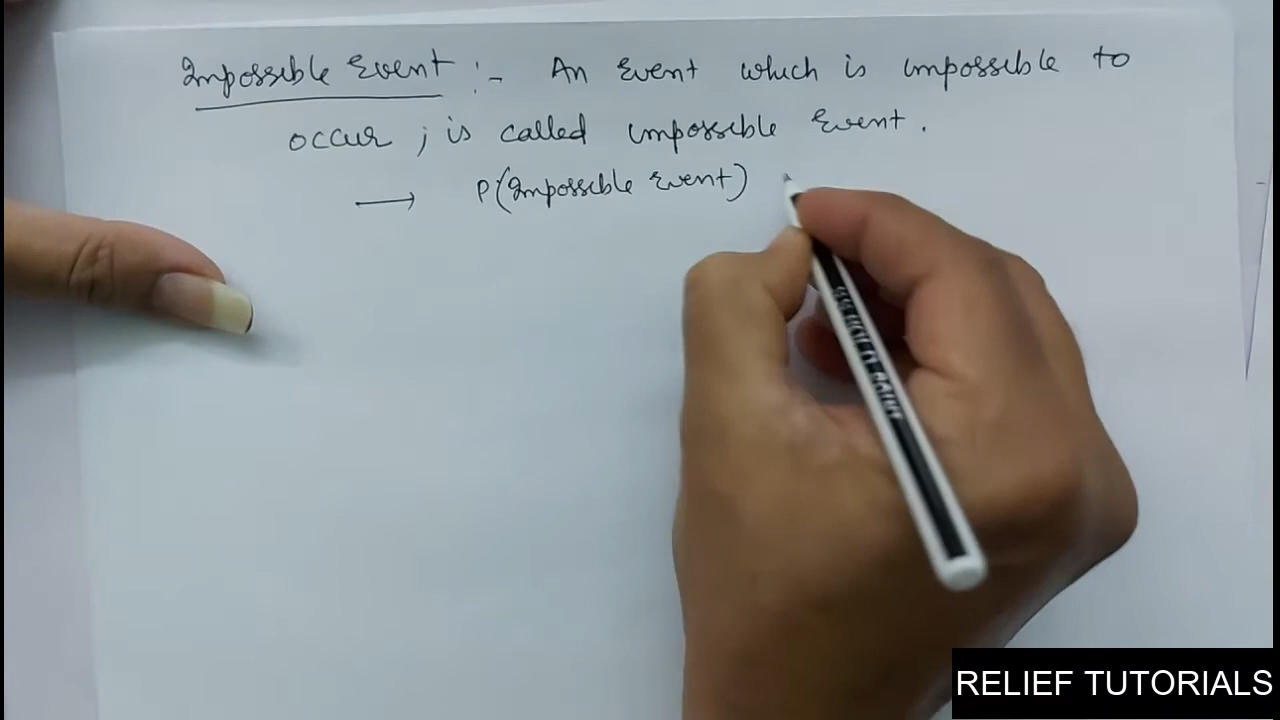 Impossible Event :- An Event which is impossible to
occur ; is called impossible Event .
→ P(Impossible Event)
RELIEF TUTORIALS